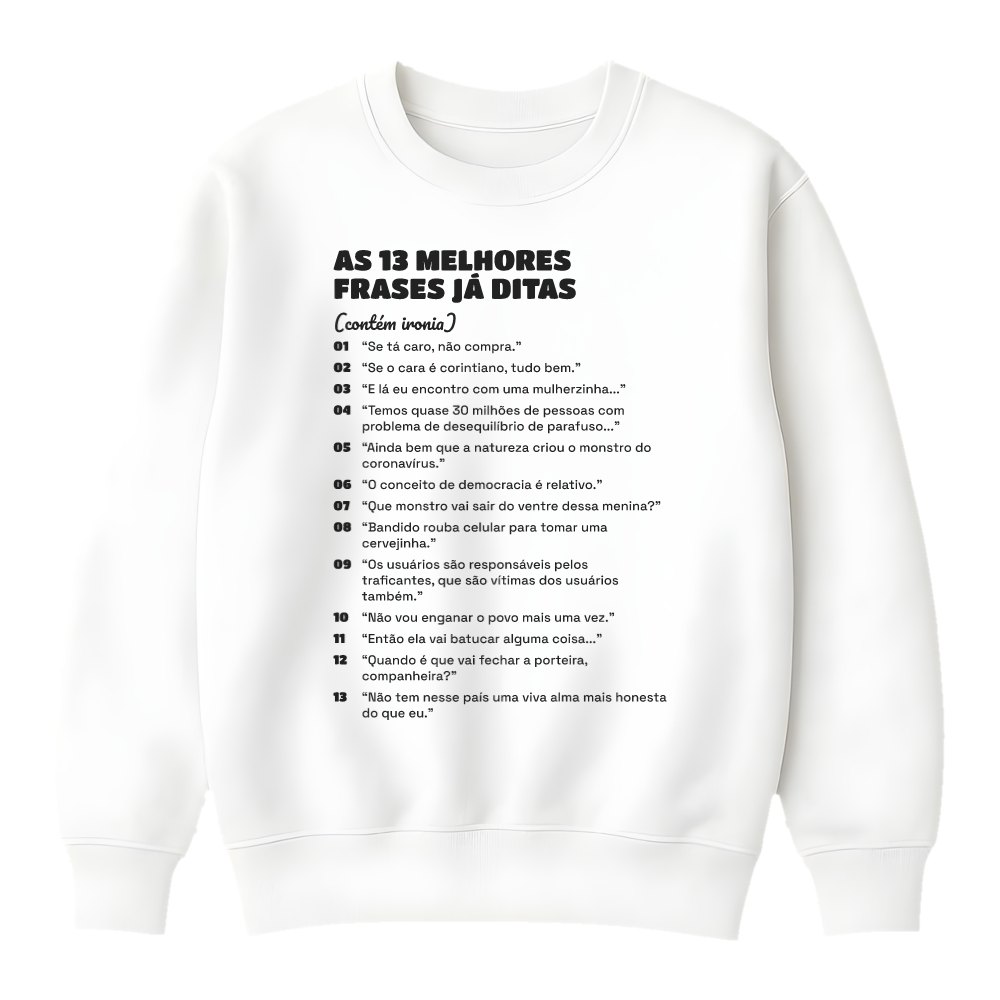 AS 13 MELHORES
FRASES JÁ DITAS
(contém ironia)
01 “Se tá caro, não compra.”
02 “Se o cara é corintiano, tudo bem.”
03 “E lá eu encontro com uma mulherzinha...”
04 “Temos quase 30 milhões de pessoas com
problema de desequilíbrio de parafuso...”
05 “Ainda bem que a natureza criou o monstro do
coronavírus.”
06 “O conceito de democracia é relativo.”
07 “Que monstro vai sair do ventre dessa menina?”
08 “Bandido rouba celular para tomar uma
cervejinha.”
09 “Os usuários são responsáveis pelos
traficantes, que são vítimas dos usuários
também.”
10 “Não vou enganar o povo mais uma vez.”
11 “Então ela vai batucar alguma coisa...”
12 “Quando é que vai fechar a porteira,
companheira?”
13 “Não tem nesse país uma viva alma mais honesta
do que eu.”